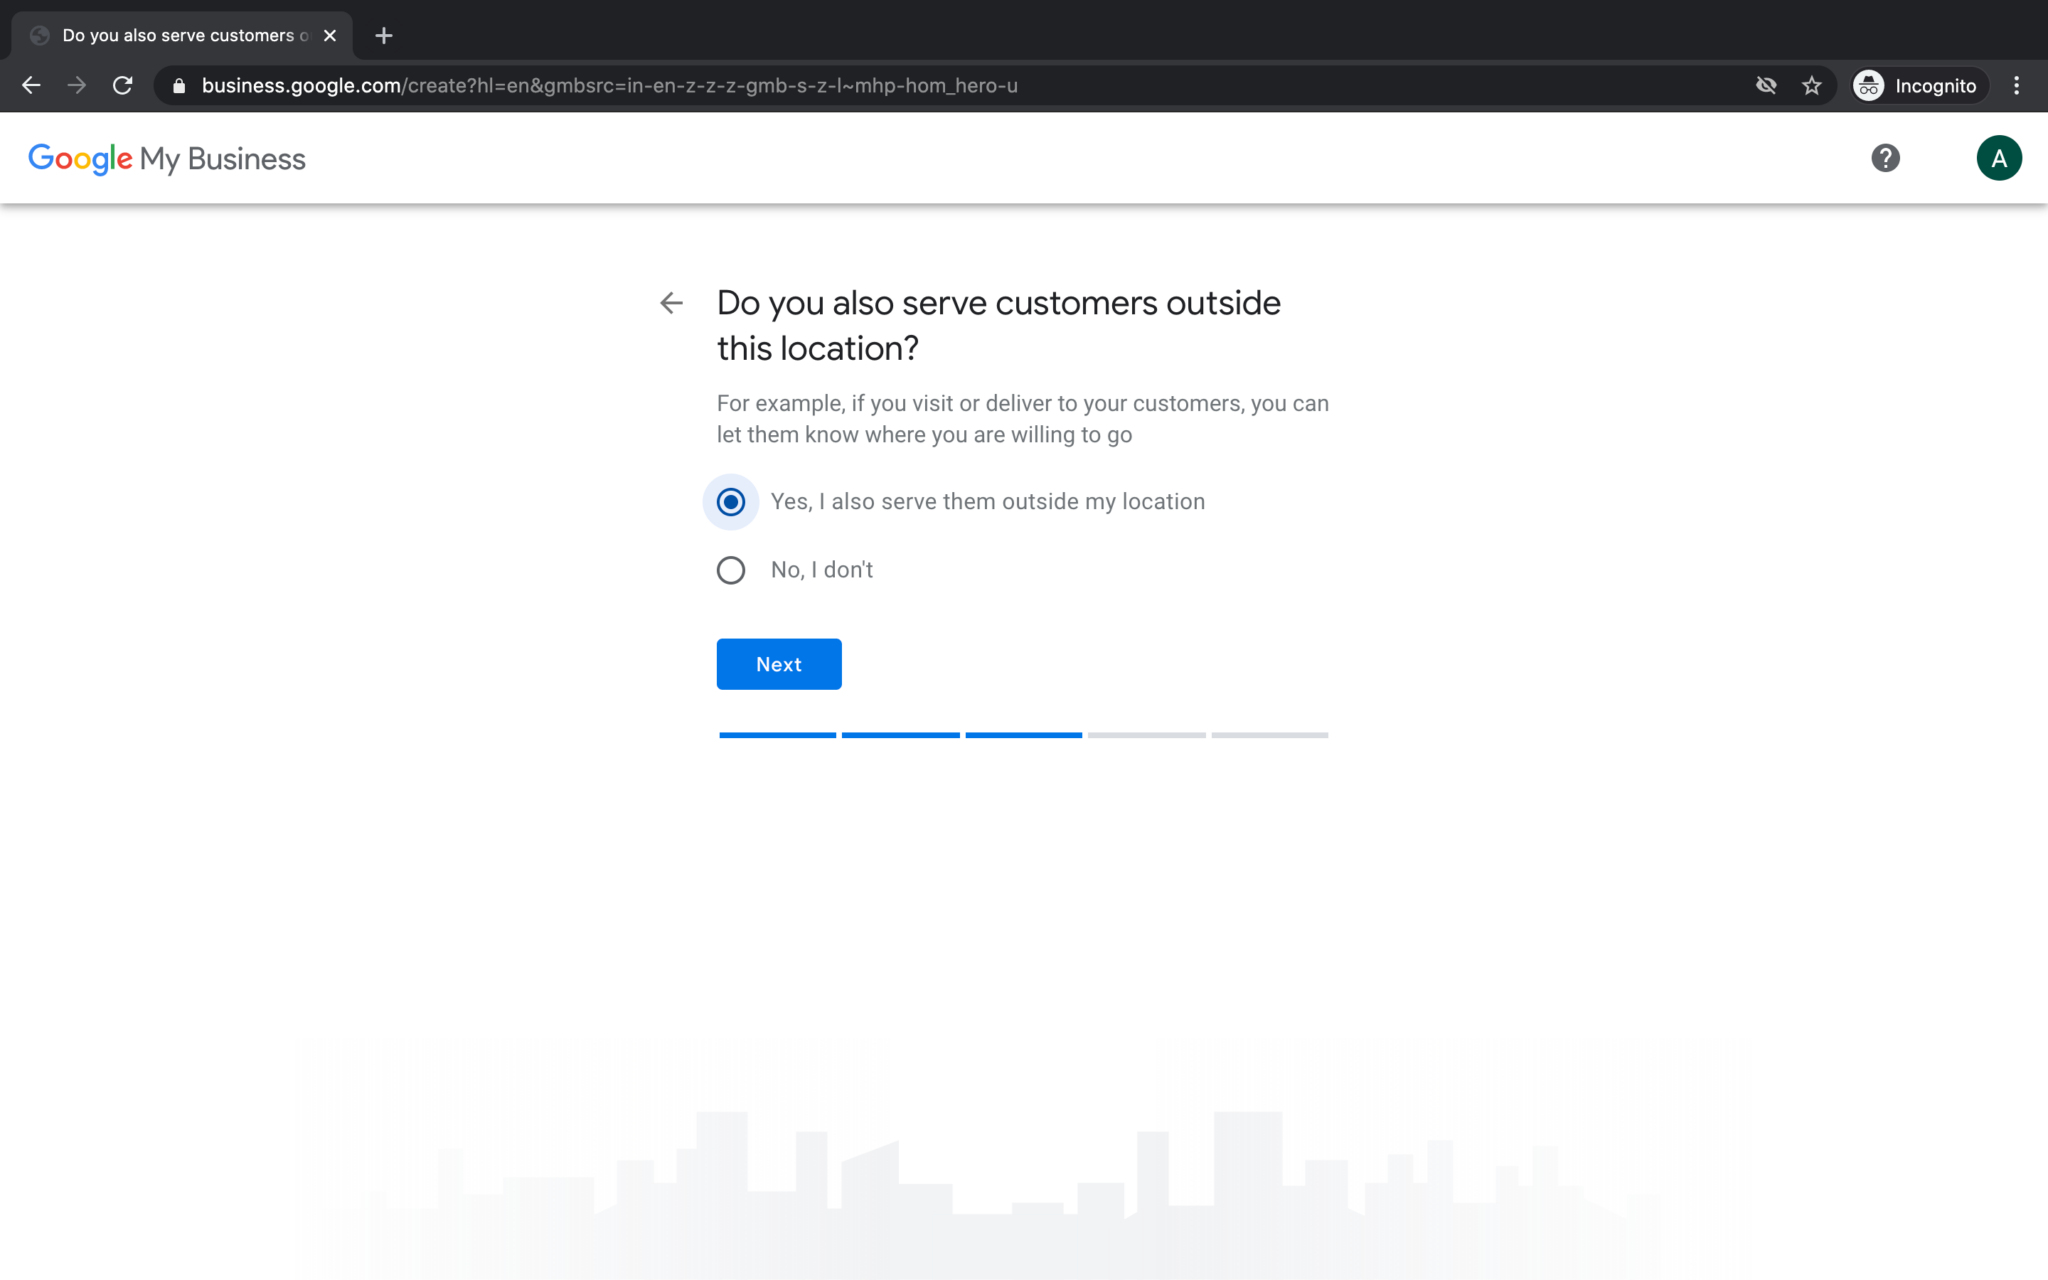 Do you also serve customers o
business.google.com/create?hl=en&gmbsrc=in-en-z-z-z-gmb-s-z-l~mhp-hom_hero-u
Incognito
Google My Business
A
Do you also serve customers outside
this location?
For example, if you visit or deliver to your customers, you can
let them know where you are willing to go
Yes, I also serve them outside my location
No, I don't
Next